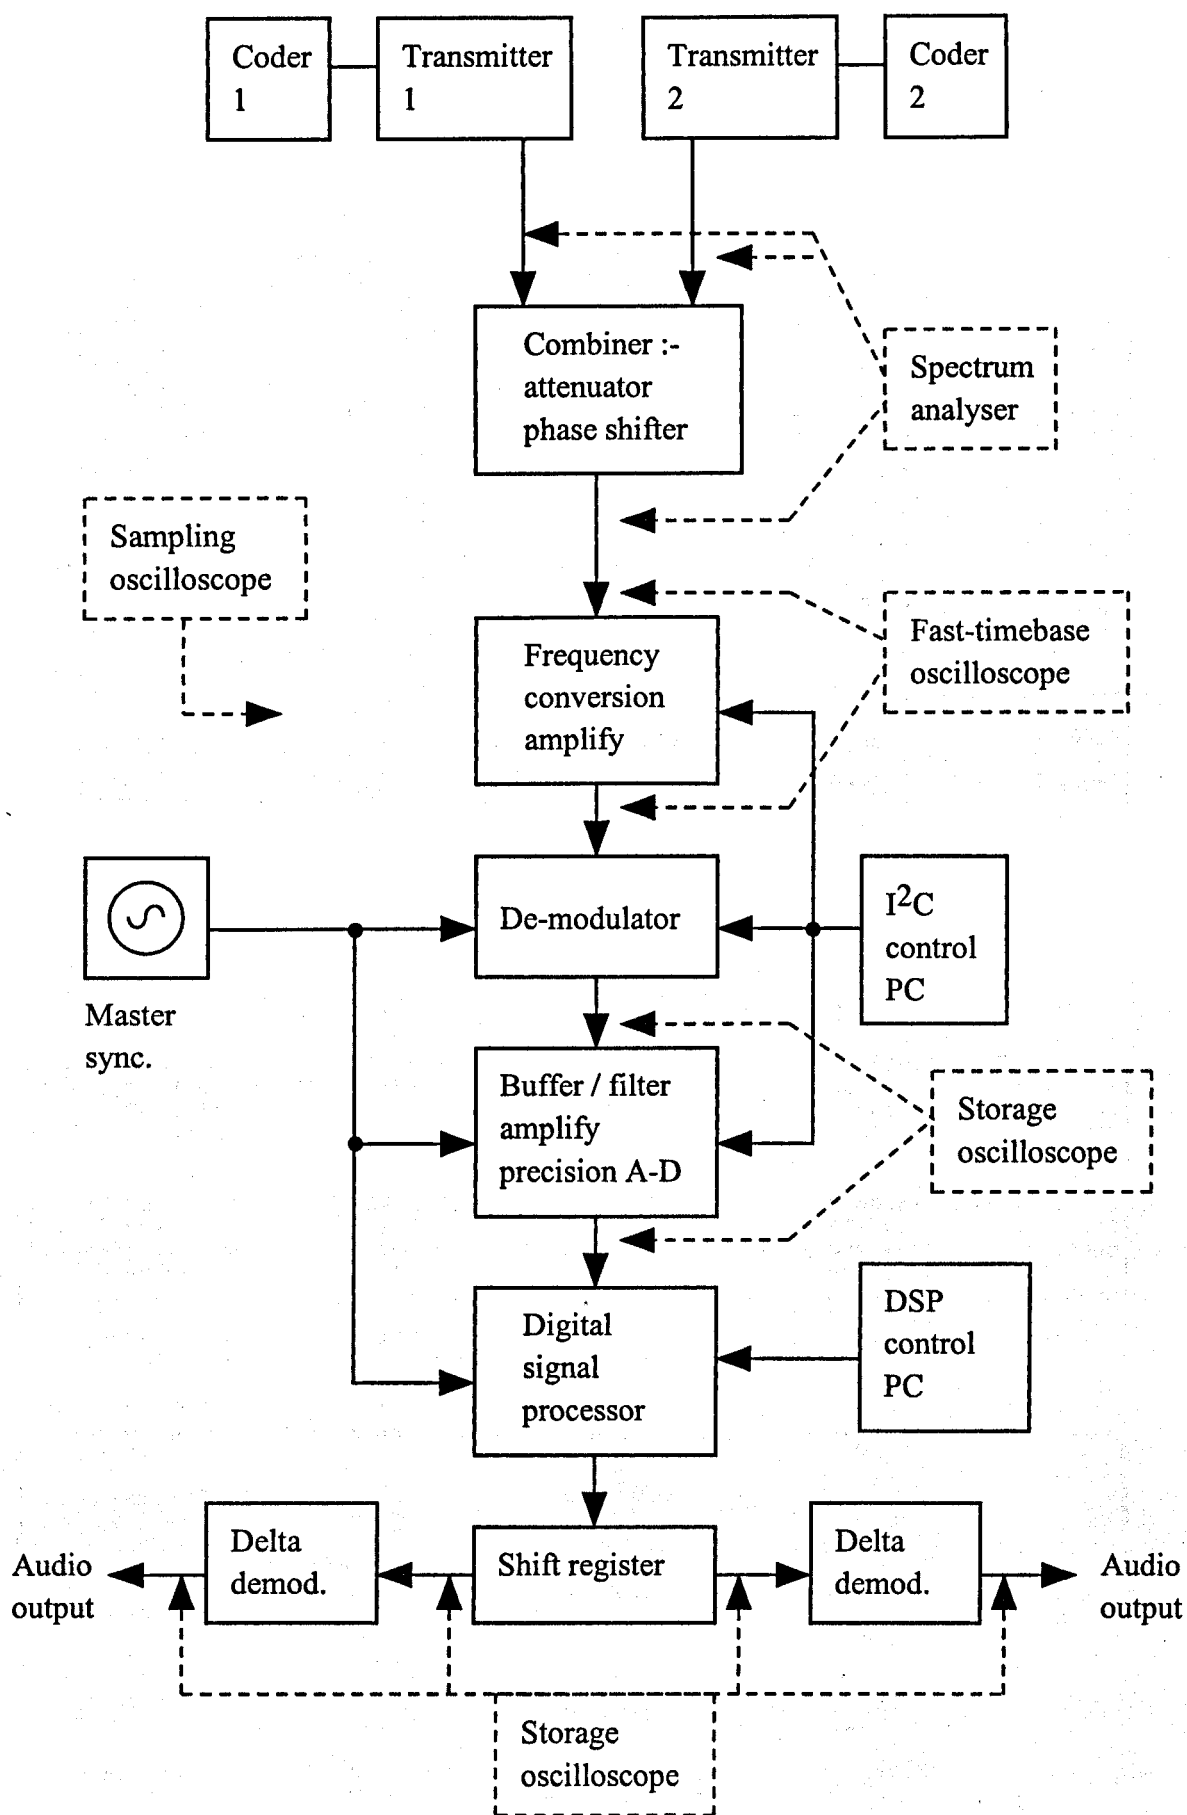 Coder
1
Transmitter
1
Transmitter
2
Coder
2
Combiner :-
attenuator
phase shifter
Spectrum
analyser
Sampling
oscilloscope
Frequency
conversion
amplify
Fast-timebase
oscilloscope
De-modulator
I²C
control
PC
Master
sync.
Buffer / filter
amplify
precision A-D
Storage
oscilloscope
Digital
signal
processor
DSP
control
PC
Audio
output
Delta
demod.
Shift register
Delta
demod.
Audio
output
Storage
oscilloscope